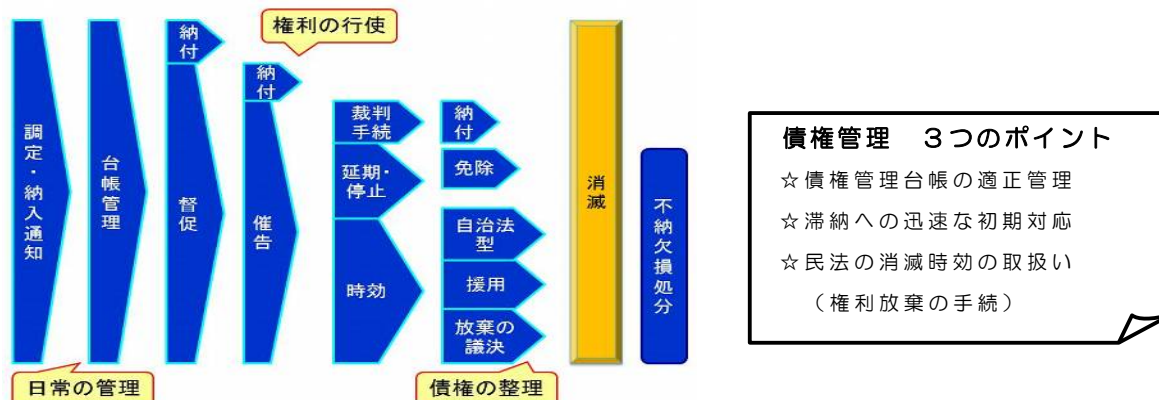 権利の行使
調定・納入通知
台帳管理
納付
督促
納付
催告
裁判
手続
延期・
停止
時効
納付
免除
自治法
型
援用
放棄の
議決
消滅
不納欠損処分
日常の管理
債権の整理
債権管理　３つのポイント
☆債権管理台帳の適正管理
☆滞納への迅速な初期対応
☆民法の消滅時効の取扱い
（権利放棄の手続）